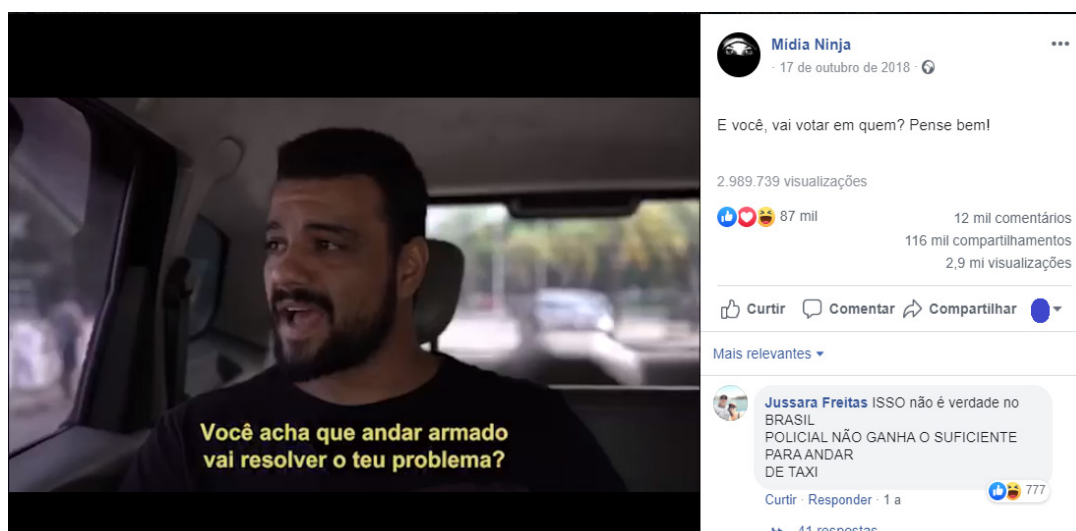 Mídia Ninja
· 17 de outubro de 2018 ·
E você, vai votar em quem? Pense bem!
2.989.739 visualizações
87 mil
12 mil comentários
116 mil compartilhamentos
2,9 mi visualizações
Curtir Comentar Compartilhar
Mais relevantes
Jussara Freitas ISSO não é verdade no
BRASIL
POLICIAL NÃO GANHA O SUFICIENTE
PARA ANDAR
DE TAXI
777
Curtir · Responder · 1 a
41 respostas
Você acha que andar armado
vai resolver o teu problema?